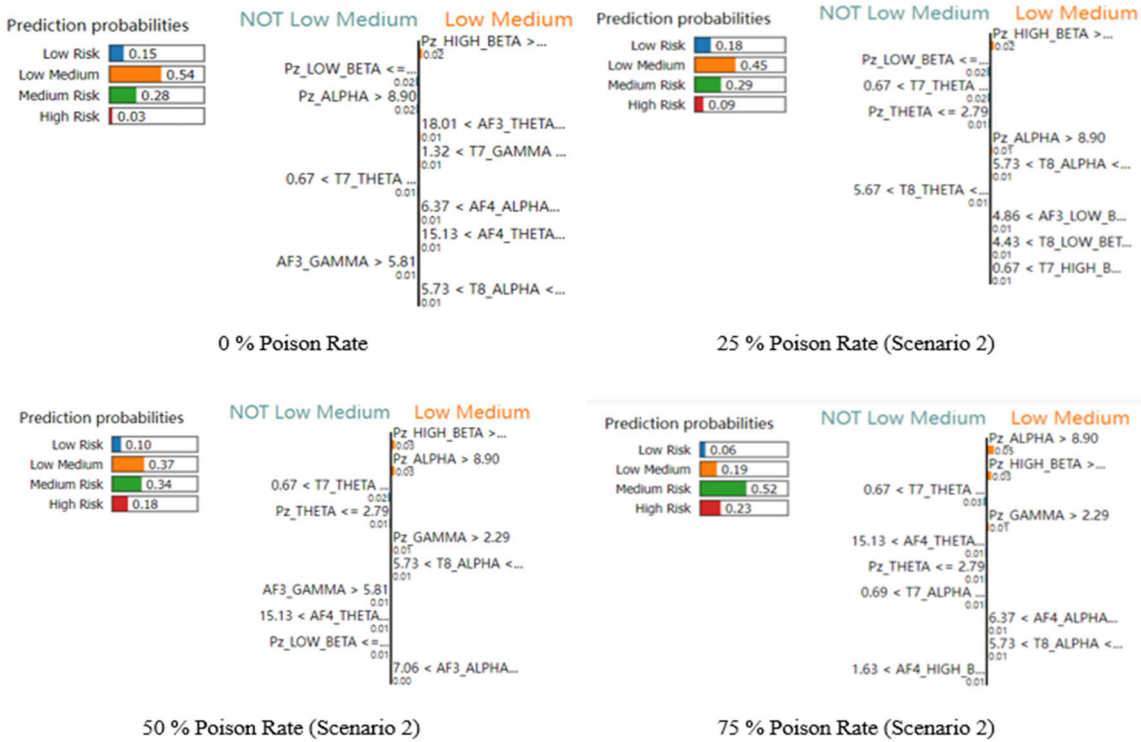 Prediction probabilities
Low Risk 0.15
Low Medium 0.54
Medium Risk 0.28
High Risk 0.03
NOT Low Medium Low Medium
Pz_HIGH_BETA >...
0.02
Pz_LOW_BETA <=...
0.02
Pz_ALPHA > 8.90
0.02
18.01 < AF3_THETA...
0.01
1.32 < T7_GAMMA ...
0.01
0.67 < T7_THETA ...
0.01
6.37 < AF4_ALPHA...
0.01
15.13 < AF4_THETA...
0.01
AF3_GAMMA > 5.81
0.01
5.73 < T8_ALPHA <...
0.01
0 % Poison Rate
Prediction probabilities
Low Risk 0.18
Low Medium 0.45
Medium Risk 0.29
High Risk 0.09
NOT Low Medium Low Medium
Pz_HIGH_BETA >...
0.02
Pz_LOW_BETA <=...
0.02
0.67 < T7_THETA ...
0.02
Pz_THETA <= 2.79
0.01
Pz_ALPHA > 8.90
0.01
5.73 < T8_ALPHA <...
0.01
5.67 < T8_THETA <...
0.01
4.86 < AF3_LOW_B...
0.01
4.43 < T8_LOW_BET...
0.01
0.67 < T7_HIGH_B...
0.01
25 % Poison Rate (Scenario 2)
Prediction probabilities
Low Risk 0.10
Low Medium 0.37
Medium Risk 0.34
High Risk 0.18
NOT Low Medium Low Medium
Pz_HIGH_BETA >...
0.03
Pz_ALPHA > 8.90
0.03
0.67 < T7_THETA ...
0.02
Pz_THETA <= 2.79
0.01
Pz_GAMMA > 2.29
0.01
5.73 < T8_ALPHA <...
0.01
AF3_GAMMA > 5.81
0.01
15.13 < AF4_THETA...
0.01
Pz_LOW_BETA <=...
0.01
7.06 < AF3_ALPHA...
0.00
50 % Poison Rate (Scenario 2)
Prediction probabilities
Low Risk 0.06
Low Medium 0.19
Medium Risk 0.52
High Risk 0.23
NOT Low Medium Low Medium
Pz_ALPHA > 8.90
0.05
Pz_HIGH_BETA >...
0.03
0.67 < T7_THETA ...
0.03
Pz_GAMMA > 2.29
0.01
15.13 < AF4_THETA...
0.01
Pz_THETA <= 2.79
0.01
0.69 < T7_ALPHA ...
0.01
6.37 < AF4_ALPHA...
0.01
5.73 < T8_ALPHA <...
0.01
1.63 < AF4_HIGH_B...
0.01
75 % Poison Rate (Scenario 2)